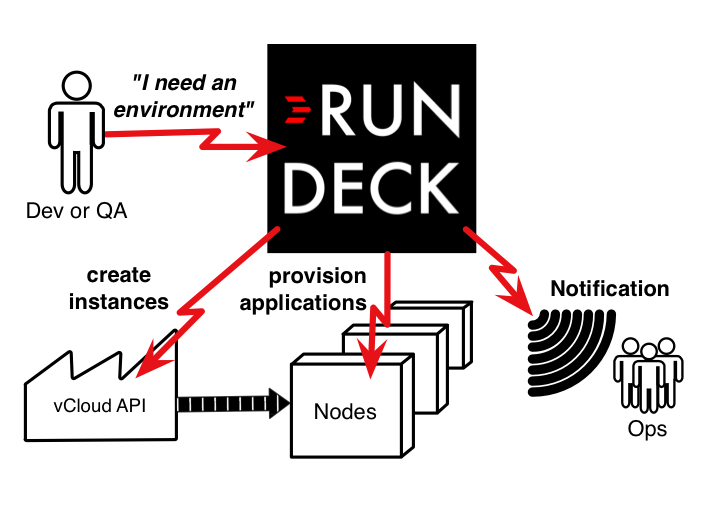 "I need an
environment"
RUN
DECK
Dev or QA
create
instances
provision
applications
Notification
vCloud API
Nodes
Ops